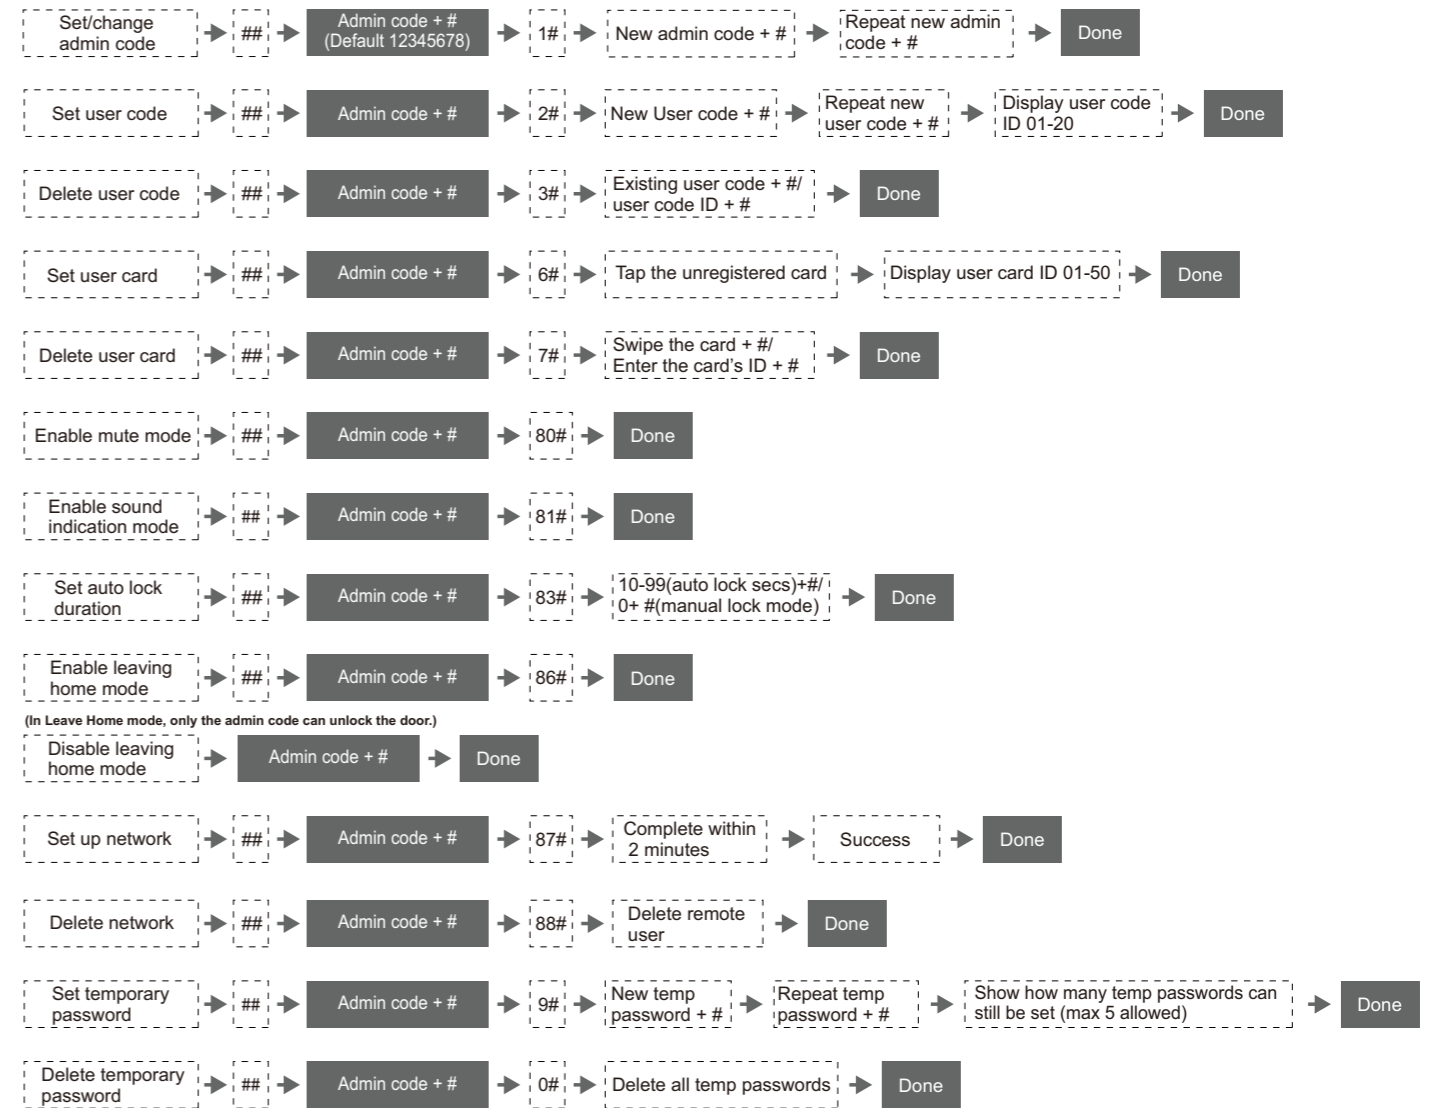 Set/change
admin code
##
Admin code + #
(Default 12345678)
1#
New admin code + #
Repeat new admin
code + #
Done
Set user code
##
Admin code + #
2#
New User code + #
Repeat new
user code + #
Display user code
ID 01-20
Done
Delete user code
##
Admin code + #
3#
Existing user code + #/
user code ID + #
Done
Set user card
##
Admin code + #
6#
Tap the unregistered card
Display user card ID 01-50
Done
Delete user card
##
Admin code + #
7#
Swipe the card + #/
Enter the card's ID + #
Done
Enable mute mode
##
Admin code + #
80#
Done
Enable sound
indication mode
##
Admin code + #
81#
Done
Set auto lock
duration
##
Admin code + #
83#
10-99(auto lock secs)+#/
0+ #(manual lock mode)
Done
Enable leaving
home mode
##
Admin code + #
86#
Done
(In Leave Home mode, only the admin code can unlock the door.)
Disable leaving
home mode
Admin code + #
Done
Set up network
##
Admin code + #
87#
Complete within
2 minutes
Success
Done
Delete network
##
Admin code + #
88#
Delete remote
user
Done
Set temporary
password
##
Admin code + #
9#
New temp
password + #
Repeat temp
password + #
Show how many temp passwords can
still be set (max 5 allowed)
Done
Delete temporary
password
##
Admin code + #
0#
Delete all temp passwords
Done